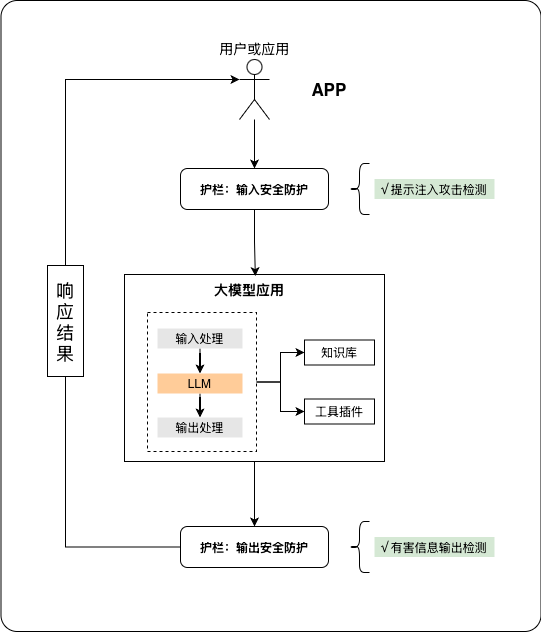 用户或应用
APP
护栏：输入安全防护
√提示注入攻击检测
大模型应用
输入处理
LLM
输出处理
知识库
工具插件
响应结果
护栏：输出安全防护
√有害信息输出检测